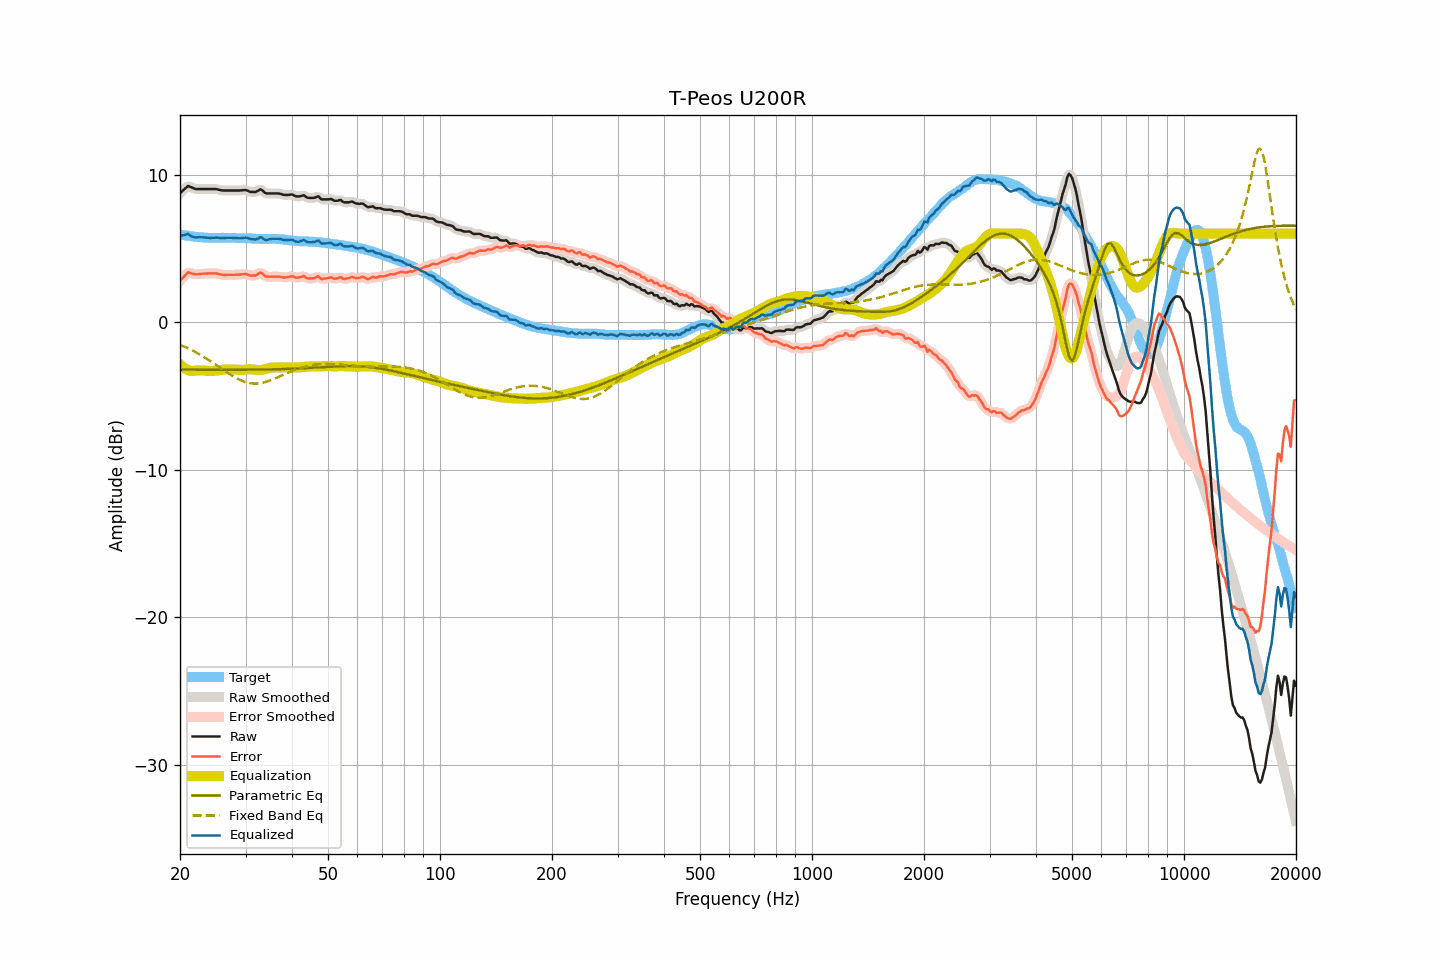 T-Peos U200R
Amplitude (dBr)
10
0
−10
−20
−30
Target
Raw Smoothed
Error Smoothed
Raw
Error
Equalization
Parametric Eq
Fixed Band Eq
Equalized
20 50 100 200 500 1000 2000 5000 10000 20000
Frequency (Hz)